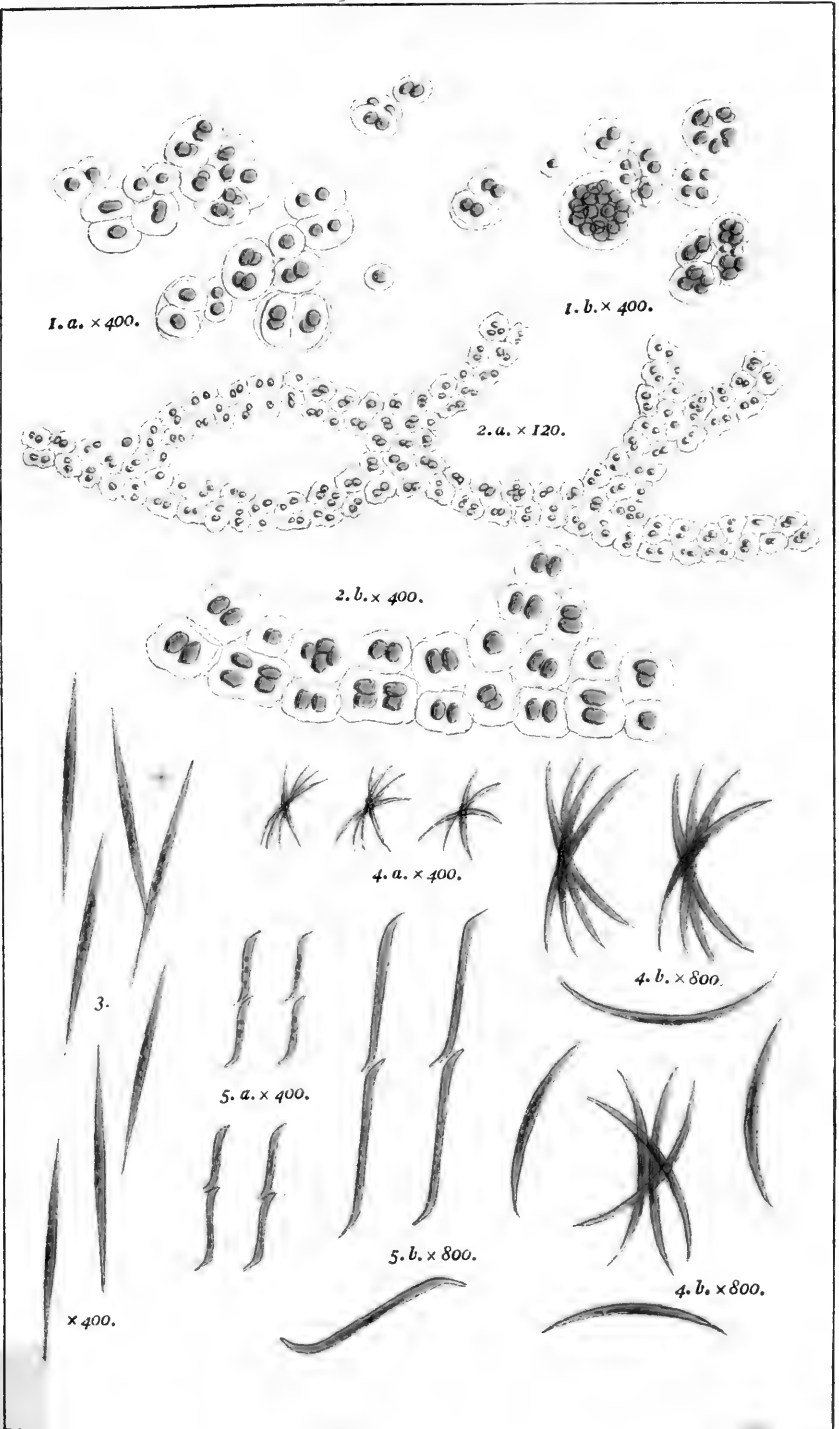 1. a. × 400.
1. b. × 400.
2. a. × 120.
2. b. × 400.
4. a. × 400.
4. b. × 800.
3.
5. a. × 400.
5. b. × 800.
4. b. × 800.
× 400.